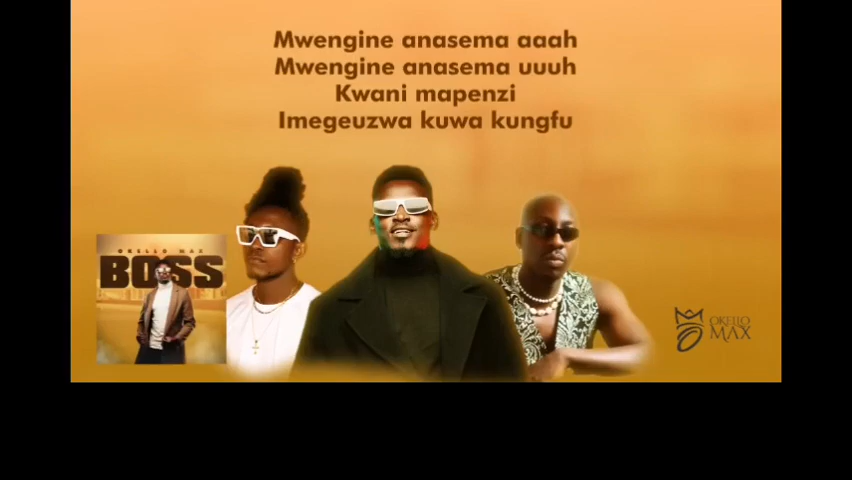 Mwengine anasema aaah
Mwengine anasema uuuh
Kwani mapenzi
Imegeuzwa kuwa kungfu
OKELLO MAX
BOSS
OKELLO
MAX